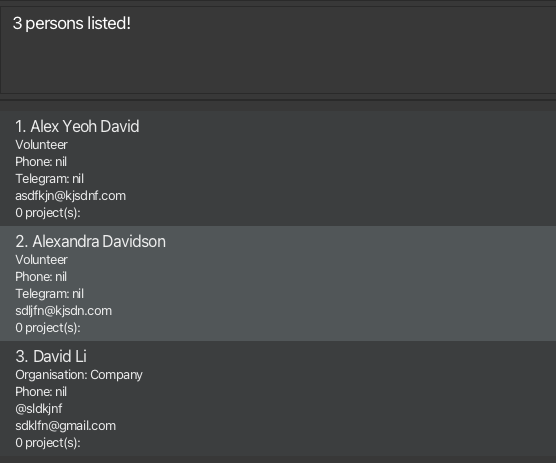 3 persons listed!
1. Alex Yeoh David
Volunteer
Phone: nil
Telegram: nil
asdfkjn@kjsdnf.com
0 project(s):
2. Alexandra Davidson
Volunteer
Phone: nil
Telegram: nil
sdljfn@kjsdn.com
0 project(s):
3. David Li
Organisation: Company
Phone: nil
@sldkjnf
sdklfn@gmail.com
0 project(s):